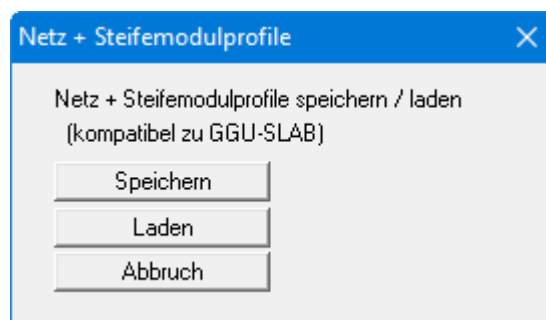 Netz + Steifemodulprofile
Netz + Steifemodulprofile speichern / laden
(kompatibel zu GGU-SLAB)
Speichern
Laden
Abbruch